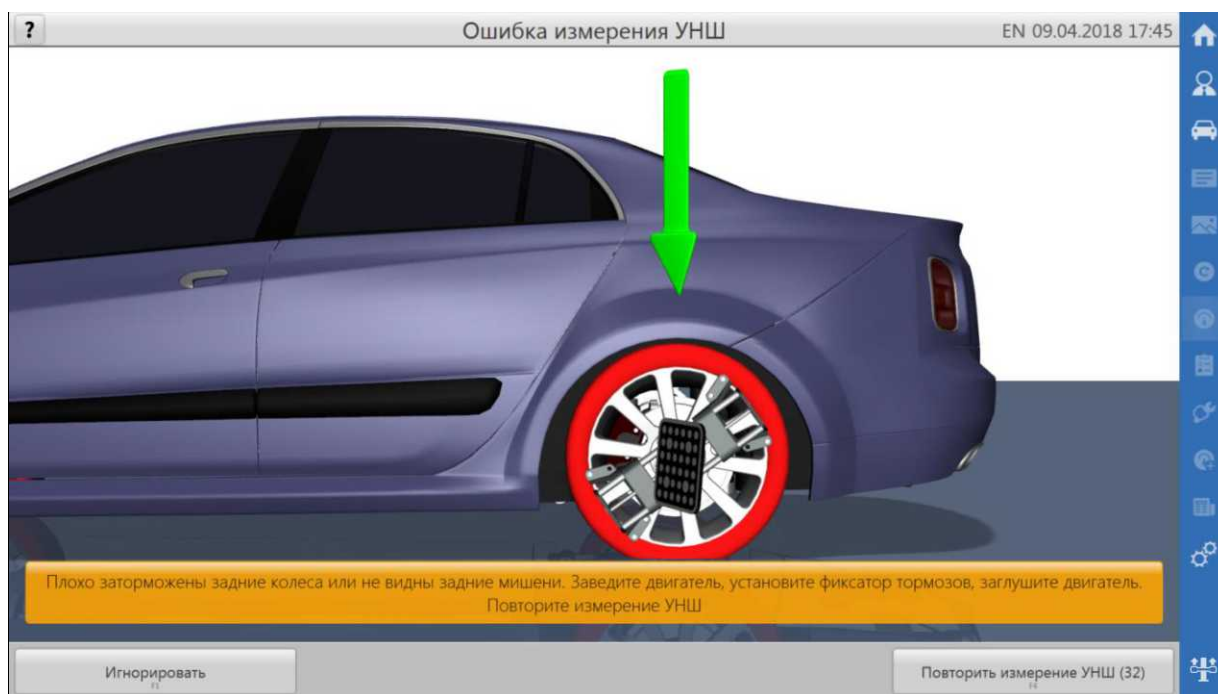 ?
Ошибка измерения УНШ
EN 09.04.2018 17:45
Плохо заторможены задние колеса или не видны задние мишени. Заведите двигатель, установите фиксатор тормозов, заглушите двигатель.
Повторите измерение УНШ
Игнорировать
Повторить измерение УНШ (32)